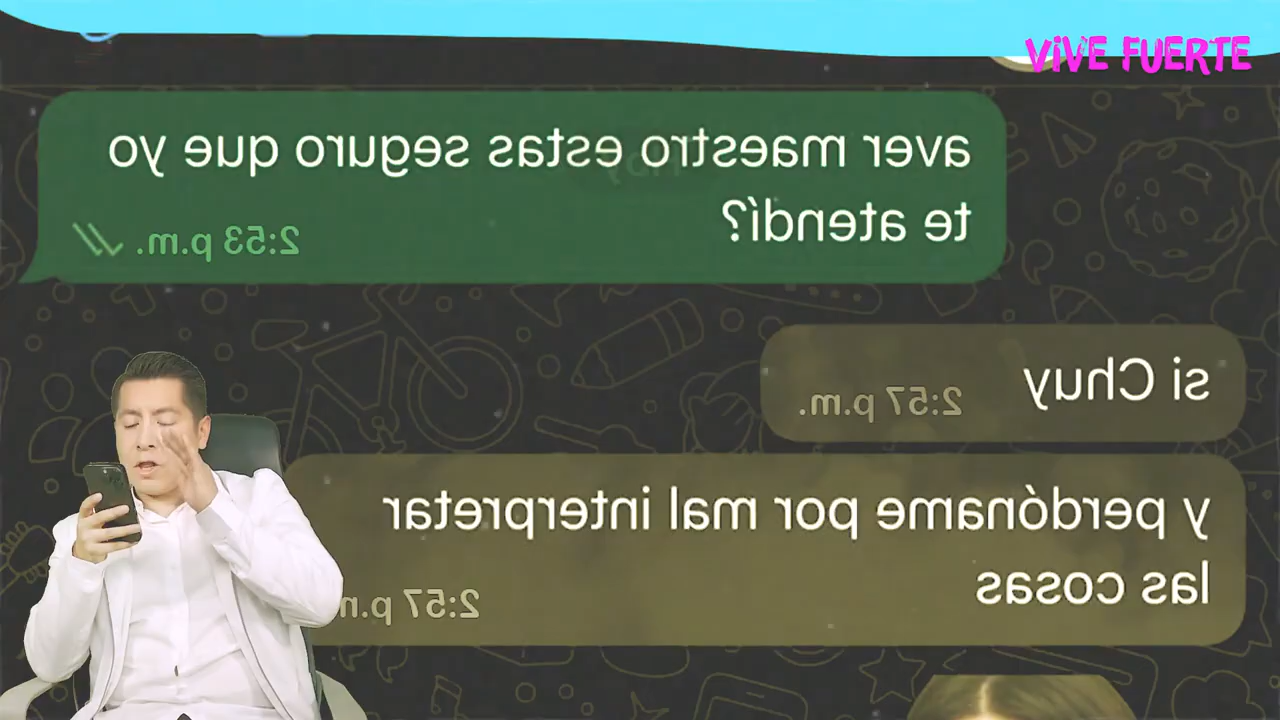 VIVE FUERTE
aver maestro estas seguro que yo
te atendí?
2:53 p.m.
si Chuy
2:57 p.m.
y perdóname por mal interpretar
las cosas
2:57 p.m